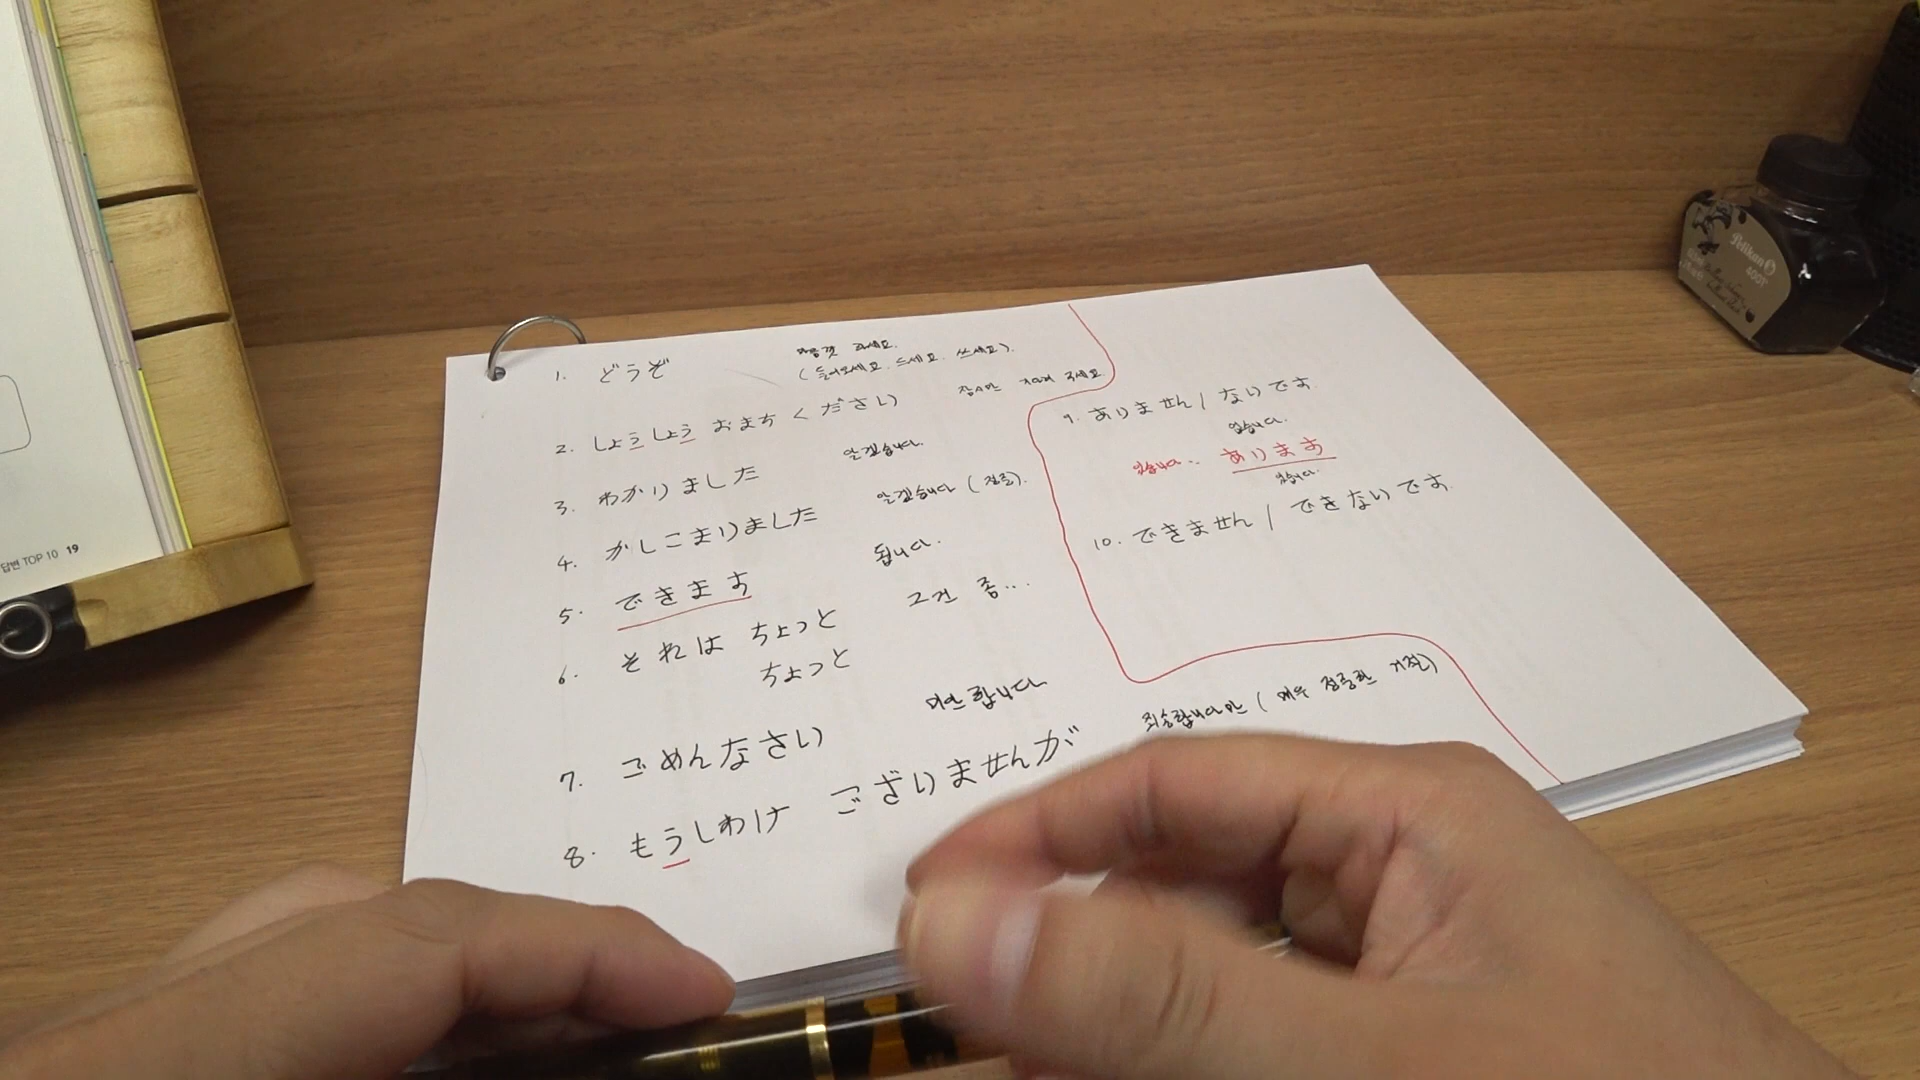 1. どうぞ
하세요.
(들어오세요. 드세요. 쓰세요).
2. しょうしょう おまち ください 잠시만 기다려 주세요
3. わかりました 알겠습니다.
4. かしこまりました 알겠습니다 (정중).
5. できます 됩니다.
6. それは ちょっと 그건 좀...
ちょっと
7. ごめんなさい 미안합니다.
8. もうしわけ ございませんが 죄송합니다만 (매우 정중한 거절)
9. ありません / ないです
없습니다.
있습니다. あります
있습니다.
10. できません / できないです.
답변 TOP 10 19
Pelikan
4001